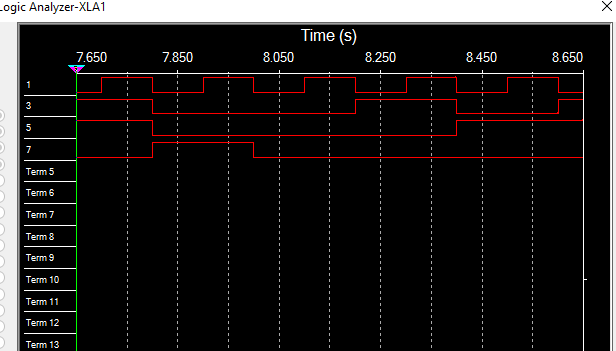 Logic Analyzer-XLA1
Time (s)
7.650 7.850 8.050 8.250 8.450 8.650
1
3
5
7
Term 5
Term 6
Term 7
Term 8
Term 9
Term 10
Term 11
Term 12
Term 13